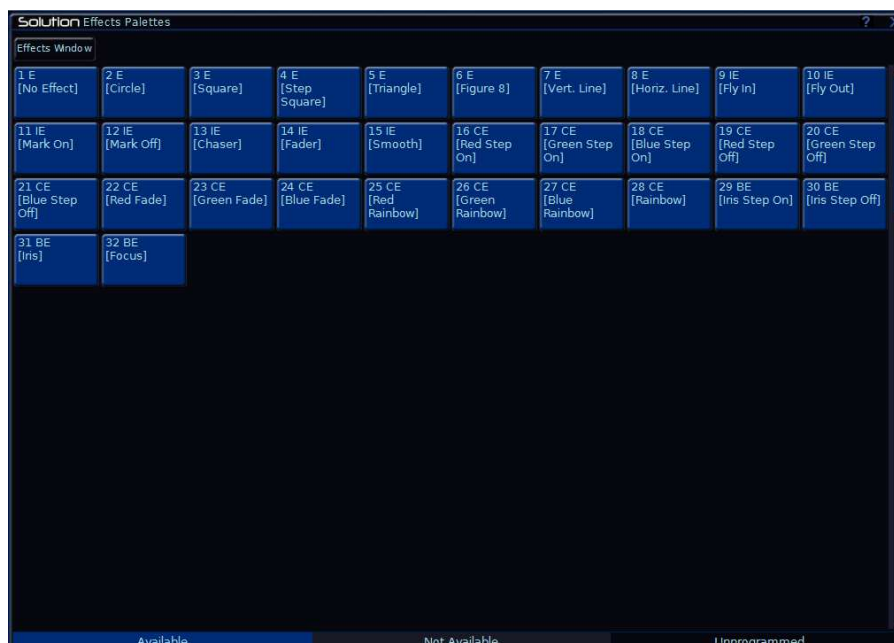 Solution Effects Palettes ?
Effects Window
1 E
[No Effect]
2 E
[Circle]
3 E
[Square]
4 E
[Step
Square]
5 E
[Triangle]
6 E
[Figure 8]
7 E
[Vert. Line]
8 E
[Horiz. Line]
9 IE
[Fly In]
10 IE
[Fly Out]
11 IE
[Mark On]
12 IE
[Mark Off]
13 IE
[Chaser]
14 IE
[Fader]
15 IE
[Smooth]
16 CE
[Red Step
On]
17 CE
[Green Step
On]
18 CE
[Blue Step
On]
19 CE
[Red Step
Off]
20 CE
[Green Step
Off]
21 CE
[Blue Step
Off]
22 CE
[Red Fade]
23 CE
[Green Fade]
24 CE
[Blue Fade]
25 CE
[Red
Rainbow]
26 CE
[Green
Rainbow]
27 CE
[Blue
Rainbow]
28 CE
[Rainbow]
29 BE
[Iris Step On]
30 BE
[Iris Step Off]
31 BE
[Iris]
32 BE
[Focus]
Available
Not Available
Unprogrammed